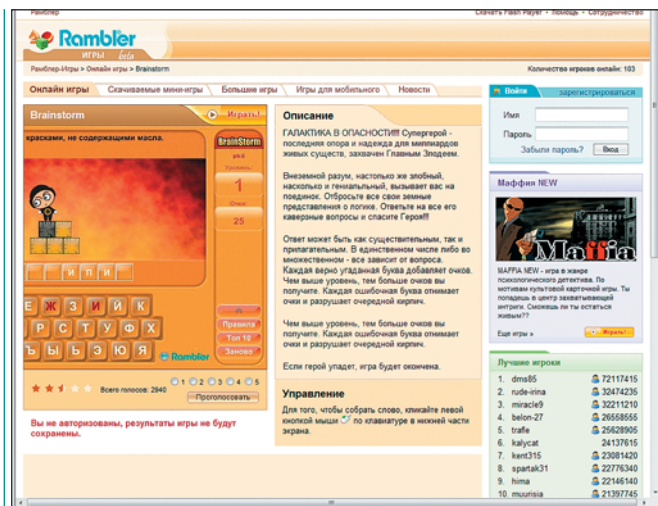 Рамблер
Скачать Flash Player • Помощь • Сотрудничество
Rambler
ИГРЫ beta
Рамблер-Игры > Онлайн игры > Brainstorm
Количество игроков онлайн: 103
Онлайн игры
Скачиваемые мини-игры
Большие игры
Игры для мобильного
Новости
Brainstorm
Играть!
красками, не содержащими масла.
BrainStorm
Уровень:
1
Очки:
25
И П И
Е Ж З И Й К
Р С Т У Ф Х
Ъ Ы Ь Э Ю Я
Правила
Топ 10
Заново
Rambler
Всего голосов: 2940
1 2 3 4 5
Проголосовать
Вы не авторизованы, результаты игры не будут
сохранены.
Описание
ГАЛАКТИКА В ОПАСНОСТИ!!! Супергерой -
последняя опора и надежда для миллиардов
живых существ, захвачен Главным Злодеем.
Внеземной разум, настолько же злобный,
насколько и гениальный, вызывает вас на
поединок. Отбросьте все свои земные
представления о логике. Ответьте на все его
каверзные вопросы и спасите Героя!!!
Ответ может быть как существительным, так и
прилагательным. В единственном числе либо во
множественном - все зависит от вопроса.
Каждая верно угаданная буква добавляет очков.
Чем выше уровень, тем больше очков вы
получите. Каждая ошибочная буква отнимает
очки и разрушает очередной кирпич.
Чем выше уровень, тем больше очков вы
получите. Каждая ошибочная буква отнимает
очки и разрушает очередной кирпич.
Если герой упадет, игра будет окончена.
Управление
Для того, чтобы собрать слово, кликайте левой
кнопкой мыши по клавиатуре в нижней части
экрана.
Войти
зарегистрироваться
Имя
Пароль
Забыли пароль?
Вход
Маффия NEW
Maffia
MAFFIA NEW - игра в жанре
психологического детектива. По
мотивам культовой карточной игры. Ты
попадешь в центр захватывающей
интриги. Сможешь ли ты остаться
живым??
Еще игры »
Играть!
Лучшие игроки
1. dms85 72117415
2. rude-irina 32474235
3. miracle9 32211210
4. belon-27 26558555
5. trafle 25628905
6. kalycat 24137615
7. kent315 23081420
8. spartak31 22776340
9. hima 22146140
10. muurisia 21397745